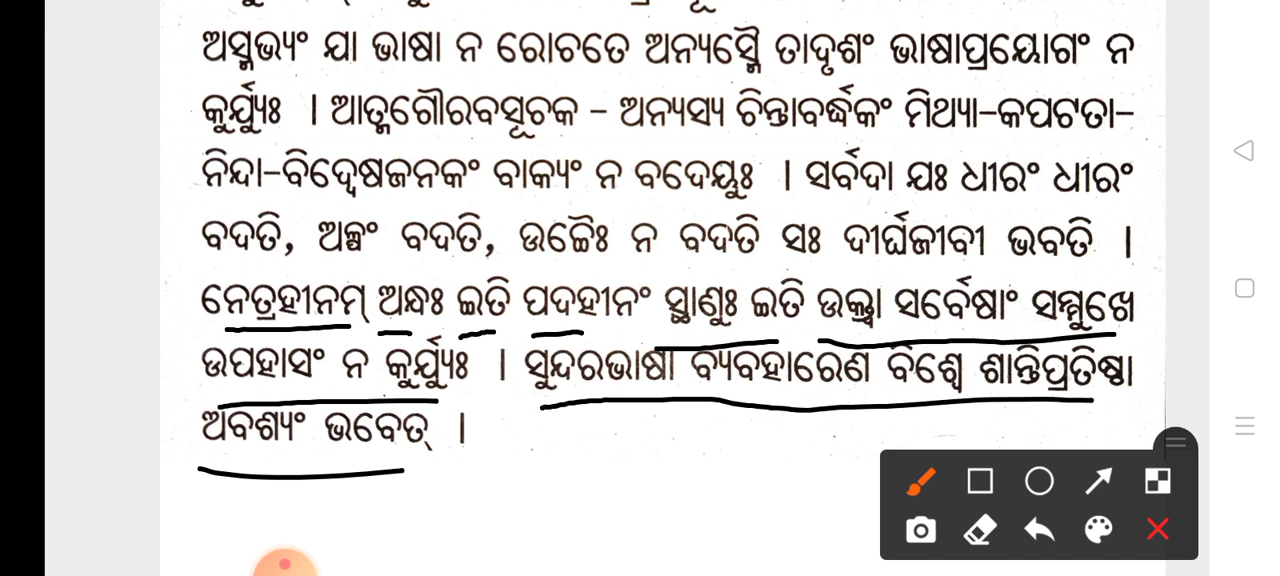 ଅସ୍ମଭ୍ୟଂ ଯା ଭାଷା ନ ରୋଚତେ ଅନ୍ୟସ୍ମୈ ତାଦୃଶଂ ଭାଷାପ୍ରୟୋଗଂ ନ
କୁର୍ଯ୍ୟୁଃ । ଆତ୍ମଗୌରବସୂଚକ – ଅନ୍ୟସ୍ୟ ଚିନ୍ତାବର୍ଦ୍ଧକଂ ମିଥ୍ୟା–କପଟତା–
ନିନ୍ଦା–ବିଦ୍ୱେଷଜନକଂ ବାକ୍ୟଂ ନ ବଦେୟୁଃ । ସର୍ବଦା ଯଃ ଧୀରଂ ଧୀରଂ
ବଦତି, ଅଳ୍ପଂ ବଦତି, ଉଚ୍ଚୈଃ ନ ବଦତି ସଃ ଦୀର୍ଘଜୀବୀ ଭବତି ।
ନେତ୍ରହୀନମ୍ ଅନ୍ଧଃ ଇତି ପଦହୀନଂ ସ୍ଥାଣୁଃ ଇତି ଉକ୍ତ୍ୱା ସର୍ବେଷାଂ ସମ୍ମୁଖେ
ଉପହାସଂ ନ କୁର୍ଯ୍ୟୁଃ । ସୁନ୍ଦରଭାଷା ବ୍ୟବହାରେଣ ବିଶ୍ୱେ ଶାନ୍ତିପ୍ରତିଷ୍ଠା
ଅବଶ୍ୟଂ ଭବେତ୍ ।